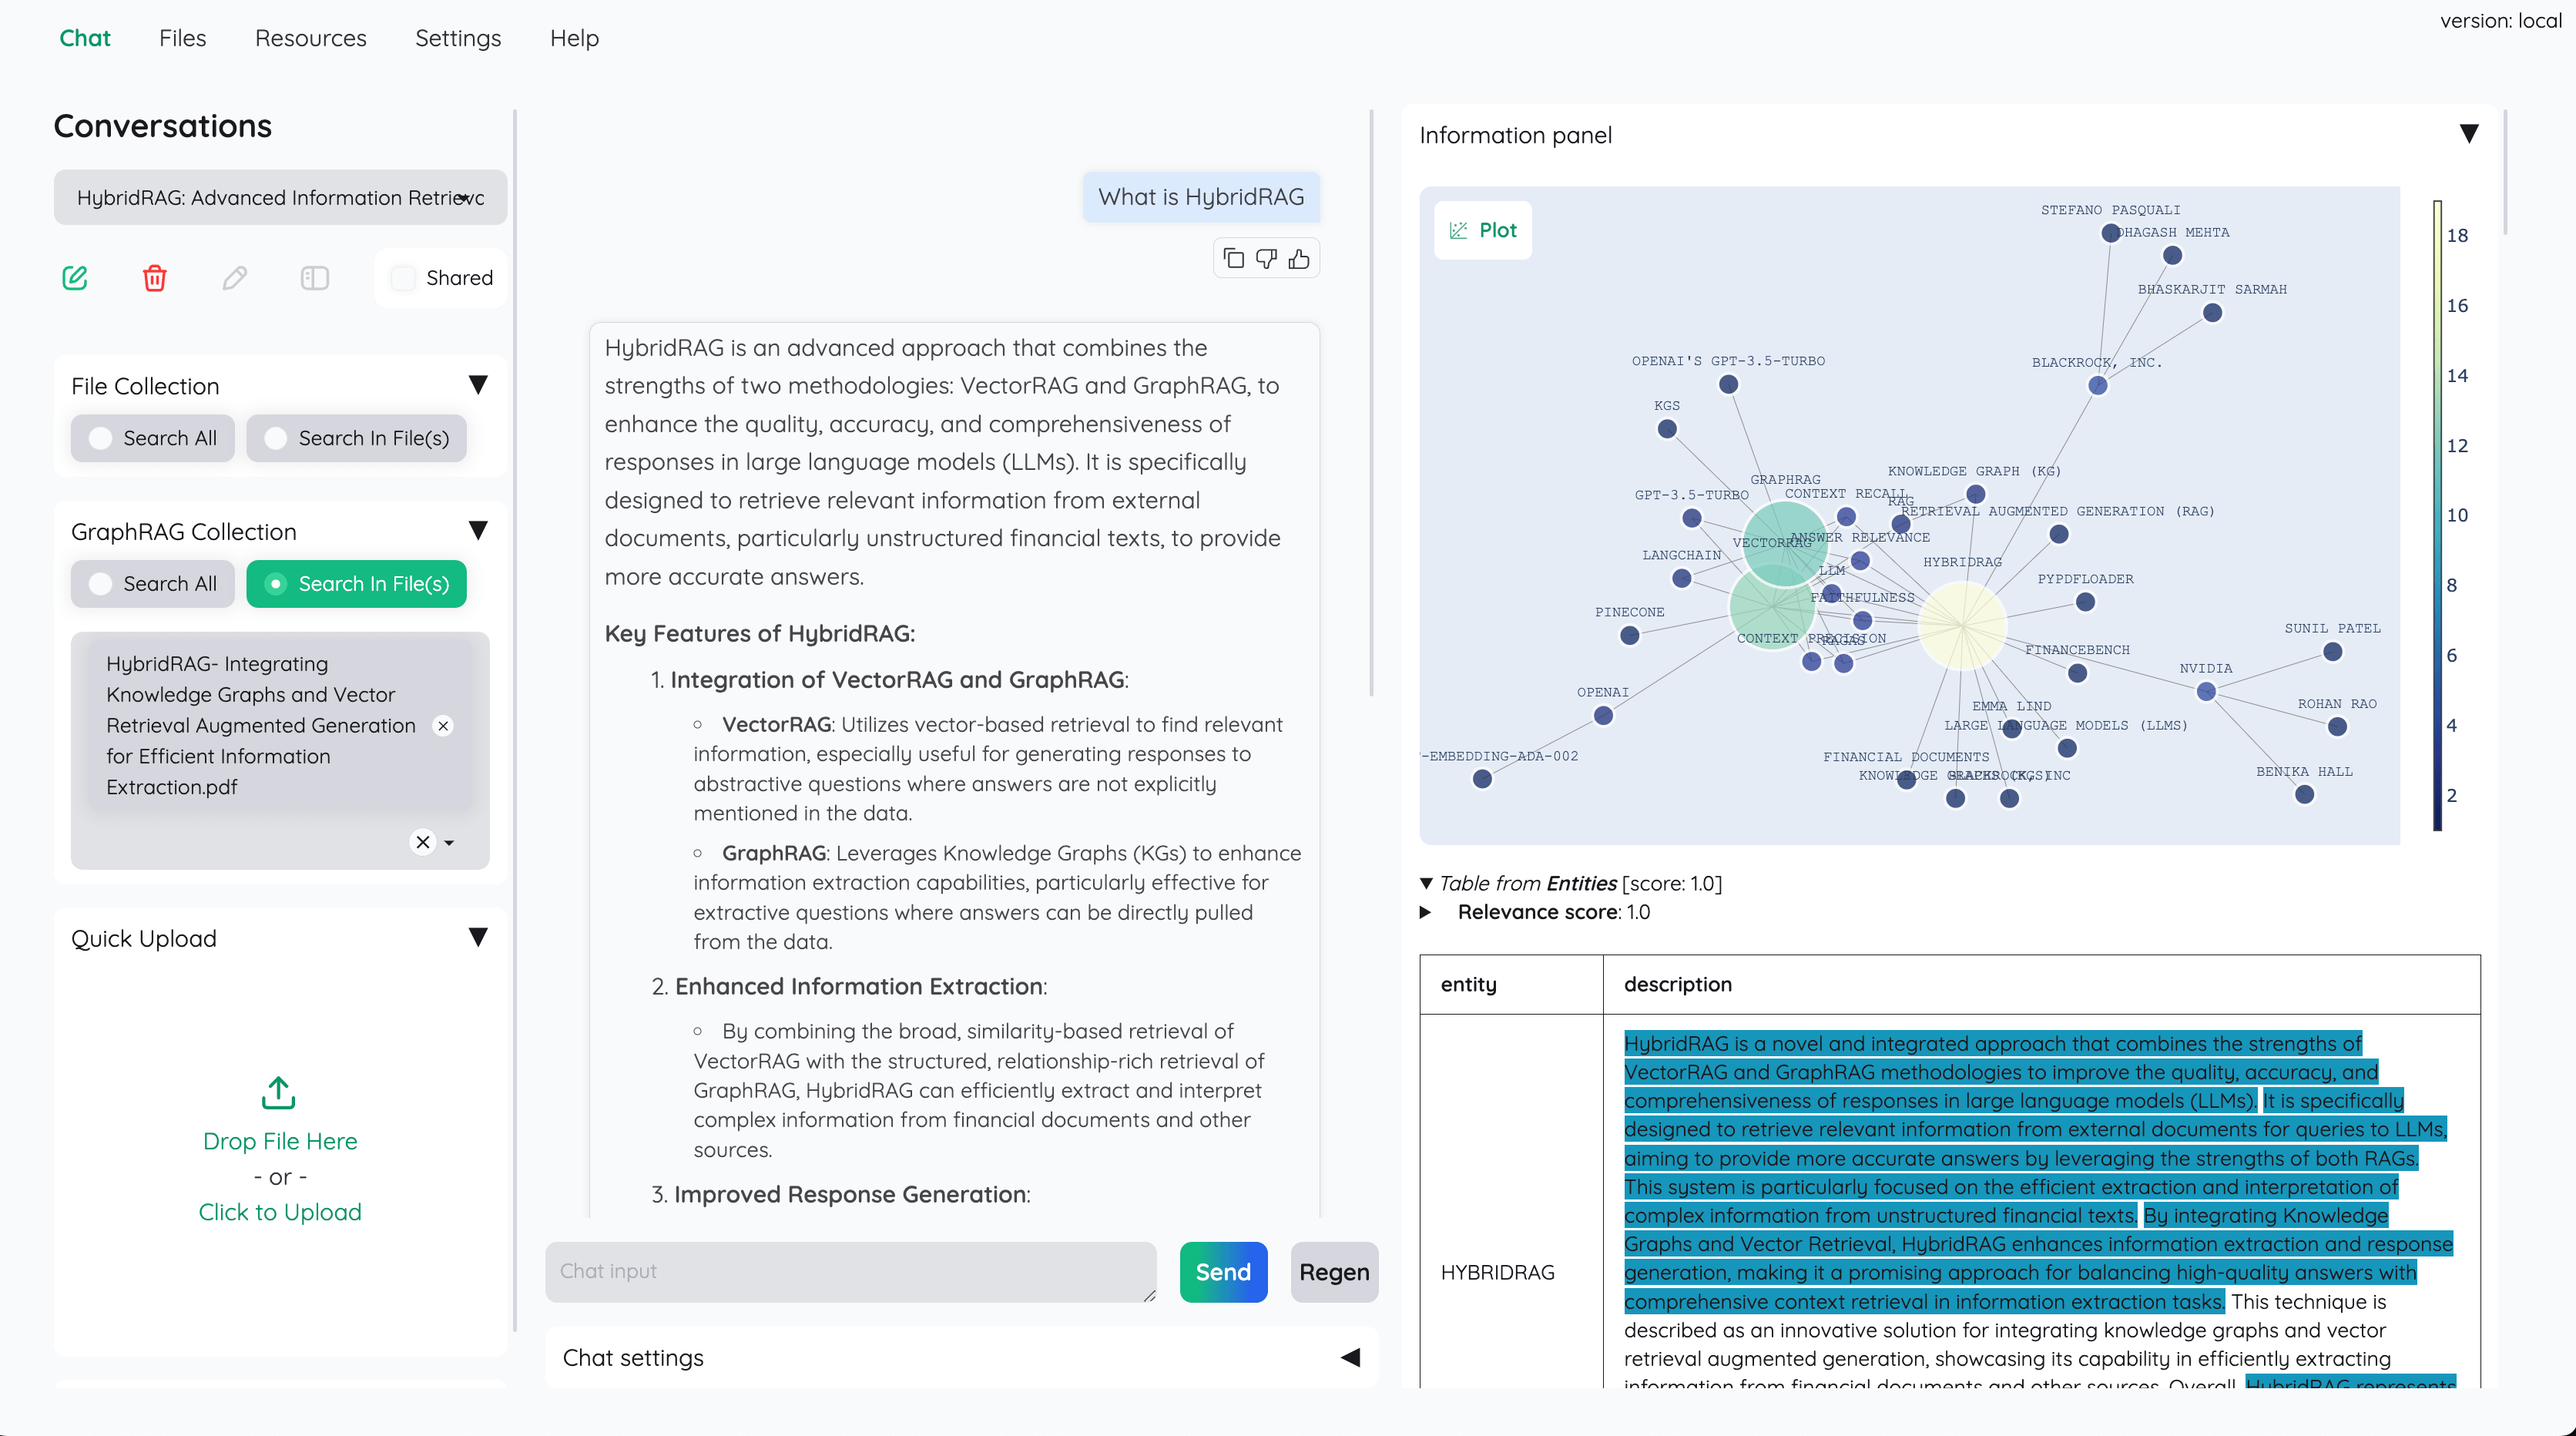 Chat Files Resources Settings Help
version: local
Conversations
HybridRAG: Advanced Information Retrieva
Shared
File Collection
Search All
Search In File(s)
GraphRAG Collection
Search All
Search In File(s)
HybridRAG- Integrating
Knowledge Graphs and Vector
Retrieval Augmented Generation
for Efficient Information
Extraction.pdf
Quick Upload
Drop File Here
- or -
Click to Upload
What is HybridRAG
HybridRAG is an advanced approach that combines the
strengths of two methodologies: VectorRAG and GraphRAG, to
enhance the quality, accuracy, and comprehensiveness of
responses in large language models (LLMs). It is specifically
designed to retrieve relevant information from external
documents, particularly unstructured financial texts, to provide
more accurate answers.
Key Features of HybridRAG:
1. Integration of VectorRAG and GraphRAG:
VectorRAG: Utilizes vector-based retrieval to find relevant
information, especially useful for generating responses to
abstractive questions where answers are not explicitly
mentioned in the data.
GraphRAG: Leverages Knowledge Graphs (KGs) to enhance
information extraction capabilities, particularly effective for
extractive questions where answers can be directly pulled
from the data.
2. Enhanced Information Extraction:
By combining the broad, similarity-based retrieval of
VectorRAG with the structured, relationship-rich retrieval of
GraphRAG, HybridRAG can efficiently extract and interpret
complex information from financial documents and other
sources.
3. Improved Response Generation:
Chat input
Send
Regen
Chat settings
Information panel
Plot
STEFANO PASQUALI
DHAGASH MEHTA
BHASKARJIT SARMAH
OPENAI'S GPT-3.5-TURBO
BLACKROCK, INC.
KGS
KNOWLEDGE GRAPH (KG)
GRAPHRAG
GPT-3.5-TURBO
CONTEXT RECALL
RAG
RETRIEVAL AUGMENTED GENERATION (RAG)
VECTORRAG
ANSWER RELEVANCE
LANGCHAIN
HYBRIDRAG
LLM
PYPDFLOADER
FAITHFULNESS
PINECONE
SUNIL PATEL
CONTEXT PRECISION
RAGAS
FINANCEBENCH
NVIDIA
OPENAI
EMMA LIND
ROHAN RAO
LARGE LANGUAGE MODELS (LLMS)
-EMBEDDING-ADA-002
FINANCIAL DOCUMENTS
KNOWLEDGE GRAPHS (KGS)
BLACKROCK, INC
BENIKA HALL
18
16
14
12
10
8
6
4
2
Table from Entities [score: 1.0]
Relevance score: 1.0
entity
description
HYBRIDRAG
HybridRAG is a novel and integrated approach that combines the strengths of
VectorRAG and GraphRAG methodologies to improve the quality, accuracy, and
comprehensiveness of responses in large language models (LLMs). It is specifically
designed to retrieve relevant information from external documents for queries to LLMs,
aiming to provide more accurate answers by leveraging the strengths of both RAGs.
This system is particularly focused on the efficient extraction and interpretation of
complex information from unstructured financial texts. By integrating Knowledge
Graphs and Vector Retrieval, HybridRAG enhances information extraction and response
generation, making it a promising approach for balancing high-quality answers with
comprehensive context retrieval in information extraction tasks. This technique is
described as an innovative solution for integrating knowledge graphs and vector
retrieval augmented generation, showcasing its capability in efficiently extracting
information from financial documents and other sources. Overall, HybridRAG represents